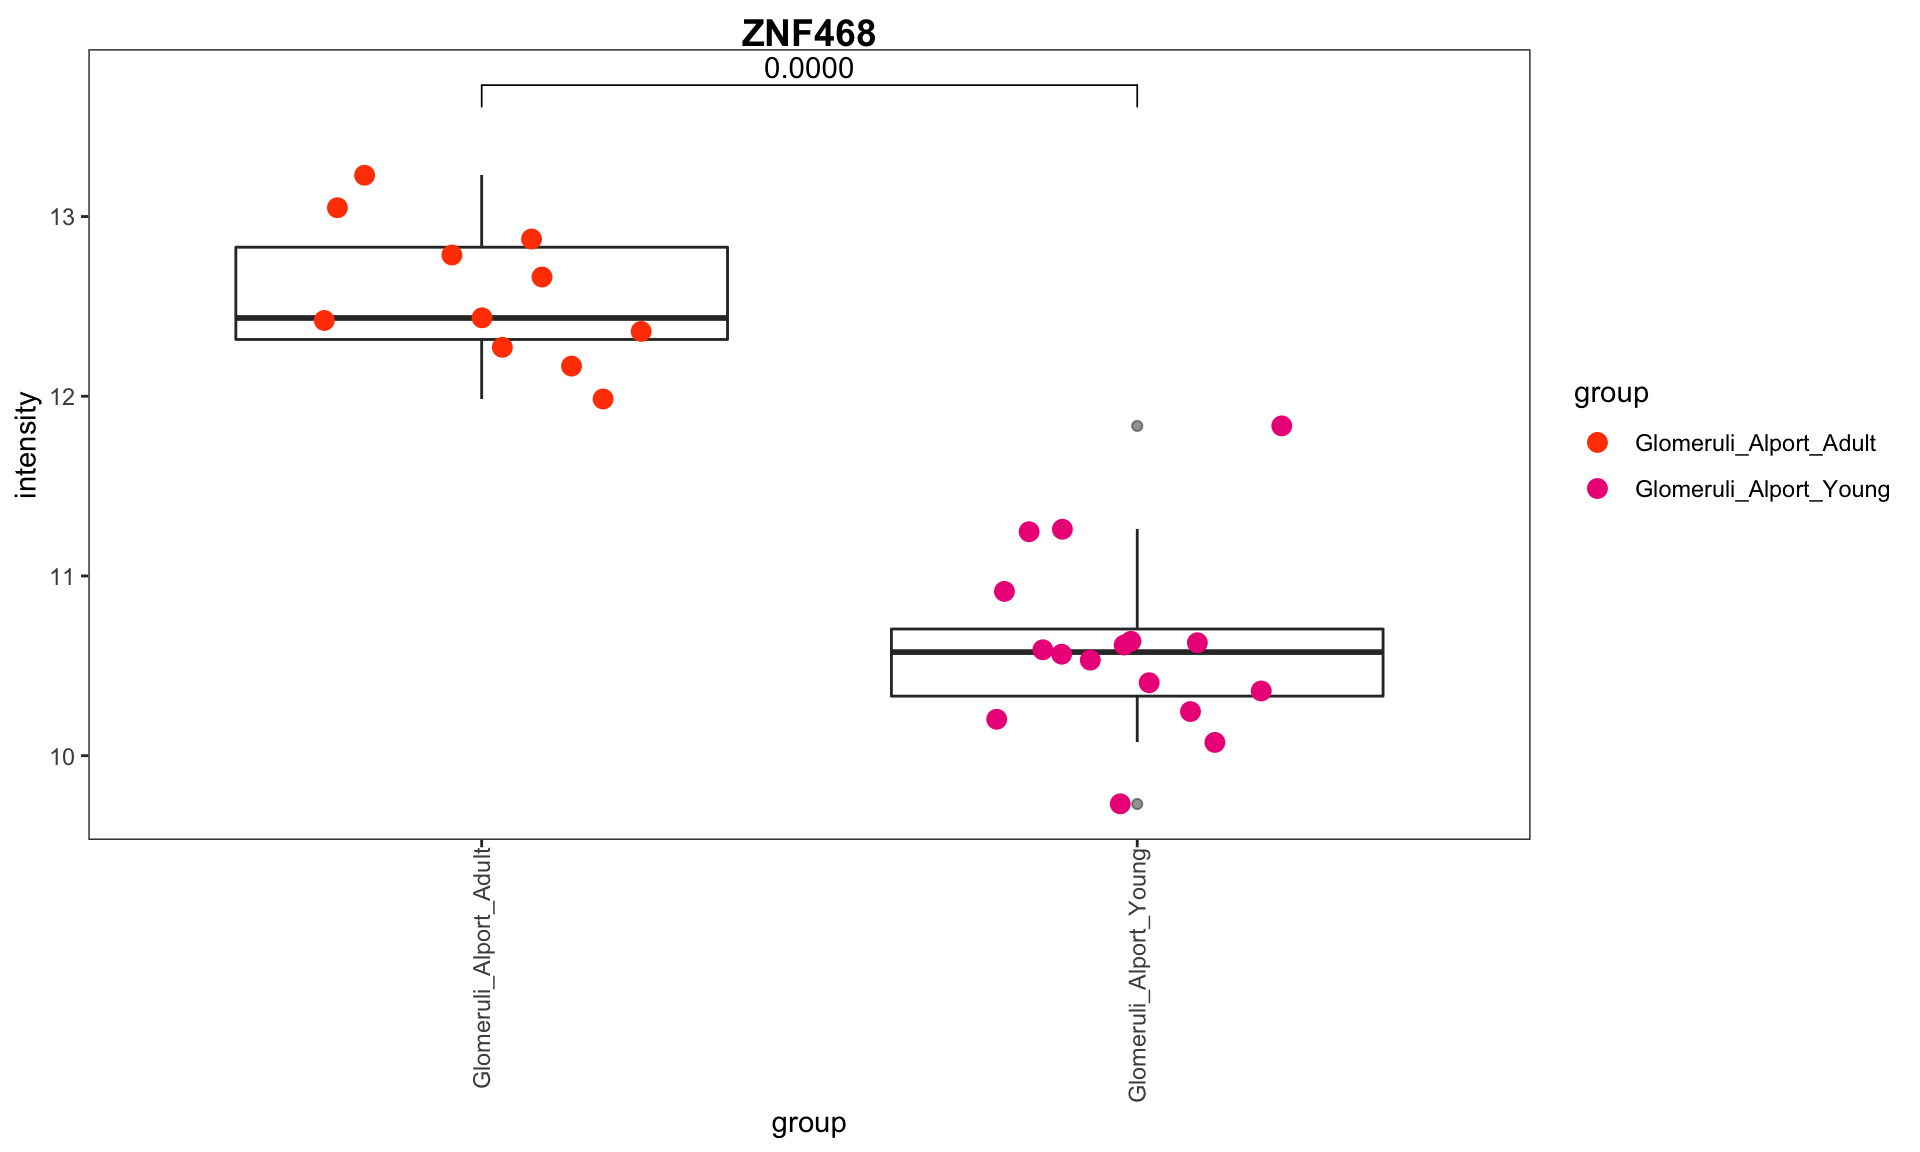 ZNF468
0.0000
13
12
11
10
intensity
Glomeruli_Alport_Adult
Glomeruli_Alport_Young
group
group
Glomeruli_Alport_Adult
Glomeruli_Alport_Young